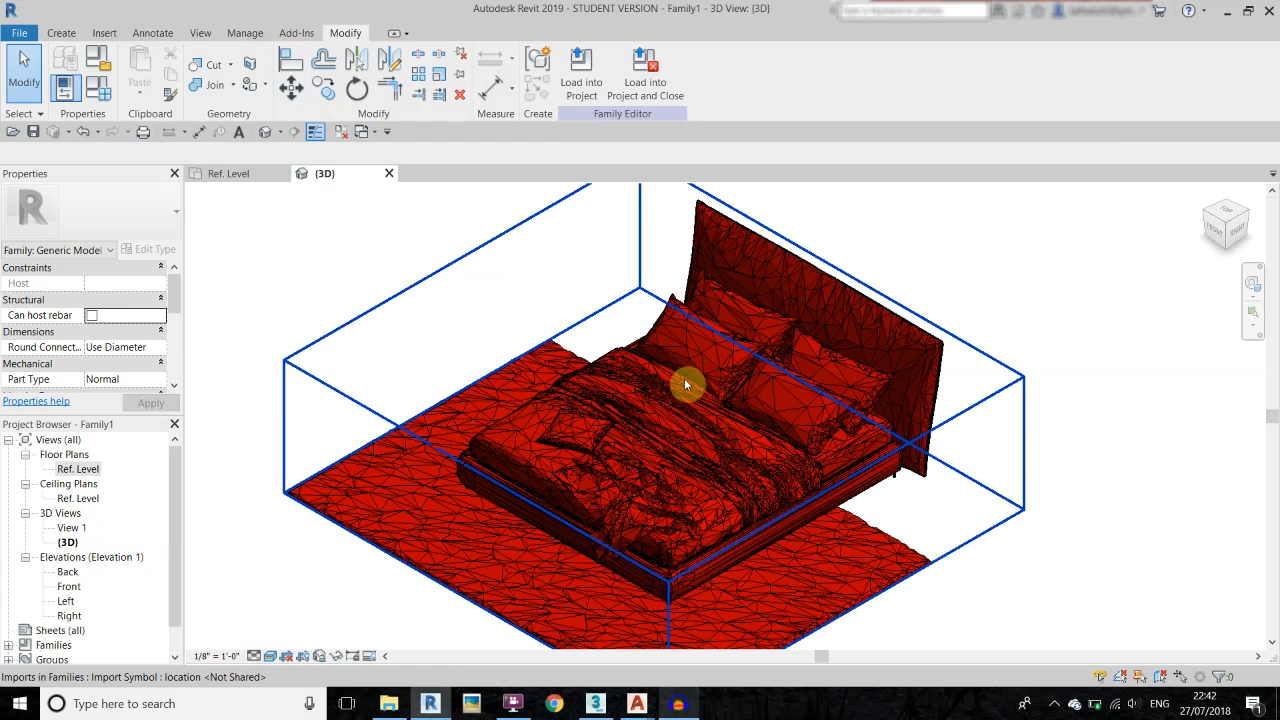 Autodesk Revit 2019 - STUDENT VERSION - Family1 - 3D View: {3D}
File Create Insert Annotate View Manage Add-Ins Modify
Modify
Paste
Cut
Join
Load into
Project
Load into
Project and Close
Select Properties Clipboard Geometry Modify Measure Create Family Editor
Properties
Ref. Level
{3D}
R
Family: Generic Model
Edit Type
Constraints
Host
Structural
Can host rebar
Dimensions
Round Connect... Use Diameter
Mechanical
Part Type Normal
Properties help
Apply
Project Browser - Family1
Views (all)
Floor Plans
Ref. Level
Ceiling Plans
Ref. Level
3D Views
View 1
{3D}
Elevations (Elevation 1)
Back
Front
Left
Right
Sheets (all)
Families
Groups
TOP
FRONT
RIGHT
1/8" = 1'-0"
Imports in Families : Import Symbol : location <Not Shared>
:0
Type here to search
ENG
22:42
27/07/2018
1